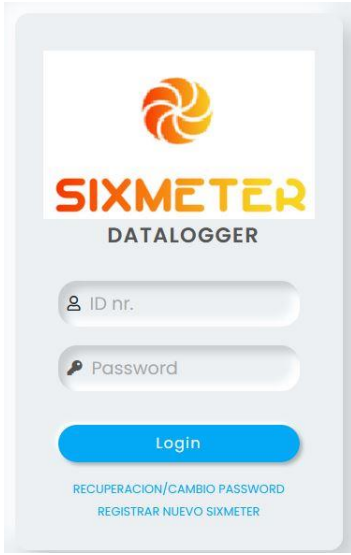 SIXMETER
DATALOGGER
ID nr.
Password
Login
RECUPERACION/CAMBIO PASSWORD
REGISTRAR NUEVO SIXMETER